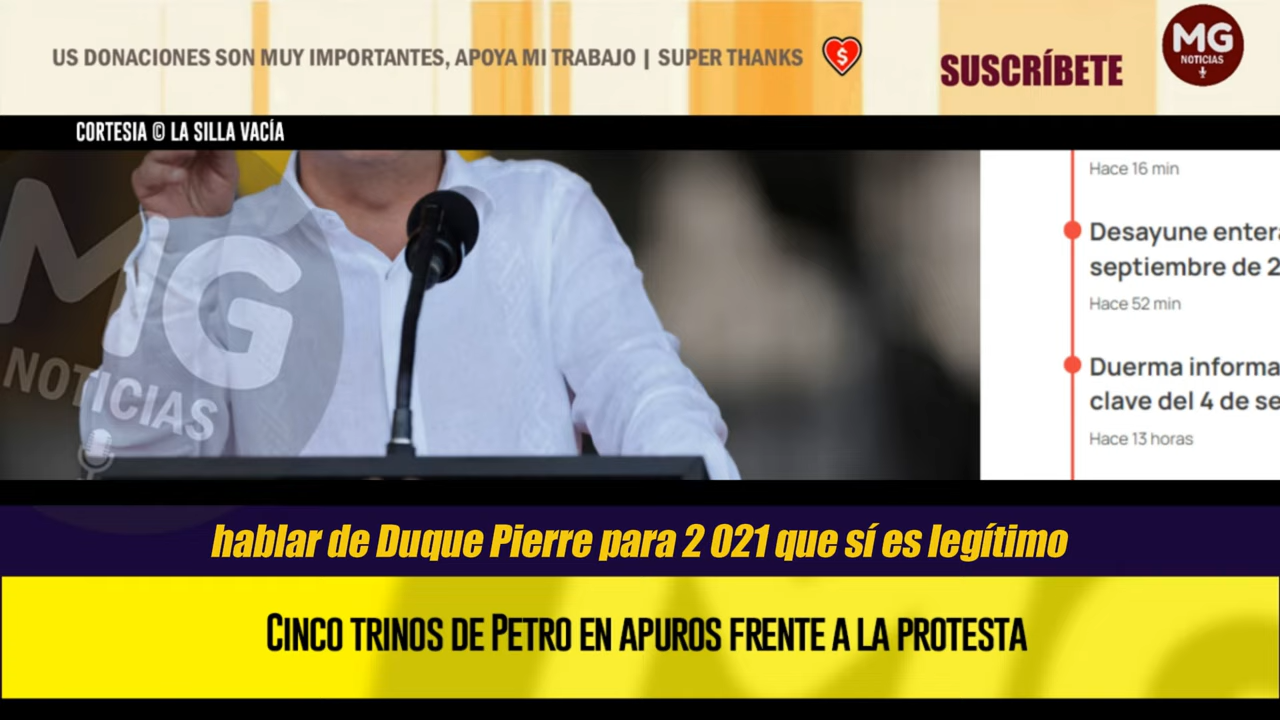 US DONACIONES SON MUY IMPORTANTES, APOYA MI TRABAJO | SUPER THANKS
SUSCRÍBETE
MG
NOTICIAS
CORTESIA © LA SILLA VACÍA
MG
NOTICIAS
Hace 16 min
Desayune entera
septiembre de 2
Hace 52 min
Duerma informa
clave del 4 de se
Hace 13 horas
hablar de Duque Pierre para 2 021 que sí es legítimo
CINCO TRINOS DE PETRO EN APUROS FRENTE A LA PROTESTA